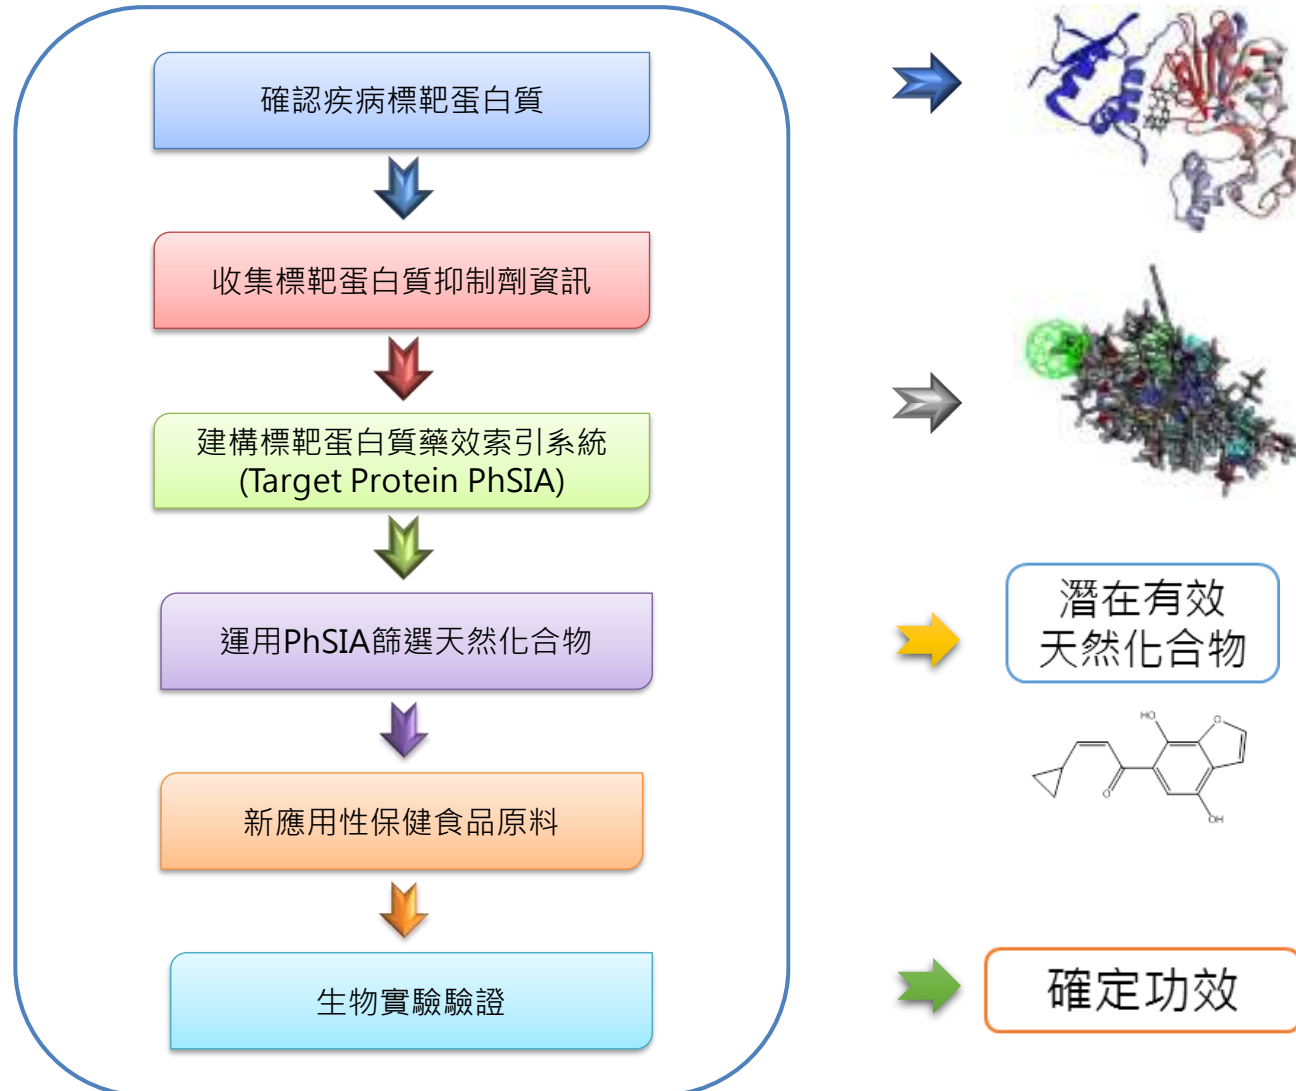 確認疾病標靶蛋白質
收集標靶蛋白質抑制劑資訊
建構標靶蛋白質藥效索引系統
(Target Protein PhSIA)
運用PhSIA篩選天然化合物
新應用性保健食品原料
生物實驗驗證
潛在有效
天然化合物
HO
O
O
OH
確定功效